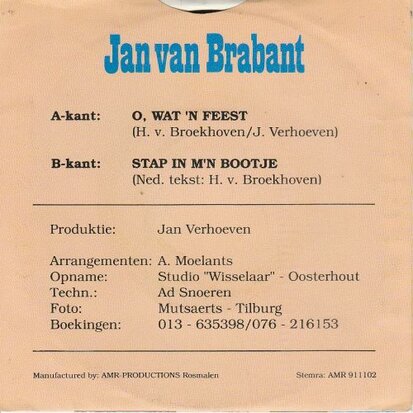 Jan van Brabant
A-kant: O, WAT 'N FEEST
(H. v. Broekhoven/J. Verhoeven)
B-kant: STAP IN M'N BOOTJE
(Ned. tekst: H. v. Broekhoven)
Produktie: Jan Verhoeven
Arrangementen: A. Moelants
Opname: Studio "Wisselaar" - Oosterhout
Techn.: Ad Snoeren
Foto: Mutsaerts - Tilburg
Boekingen: 013 - 635398/076 - 216153
Manufactured by: AMR-PRODUCTIONS Rosmalen Stemra: AMR 911102